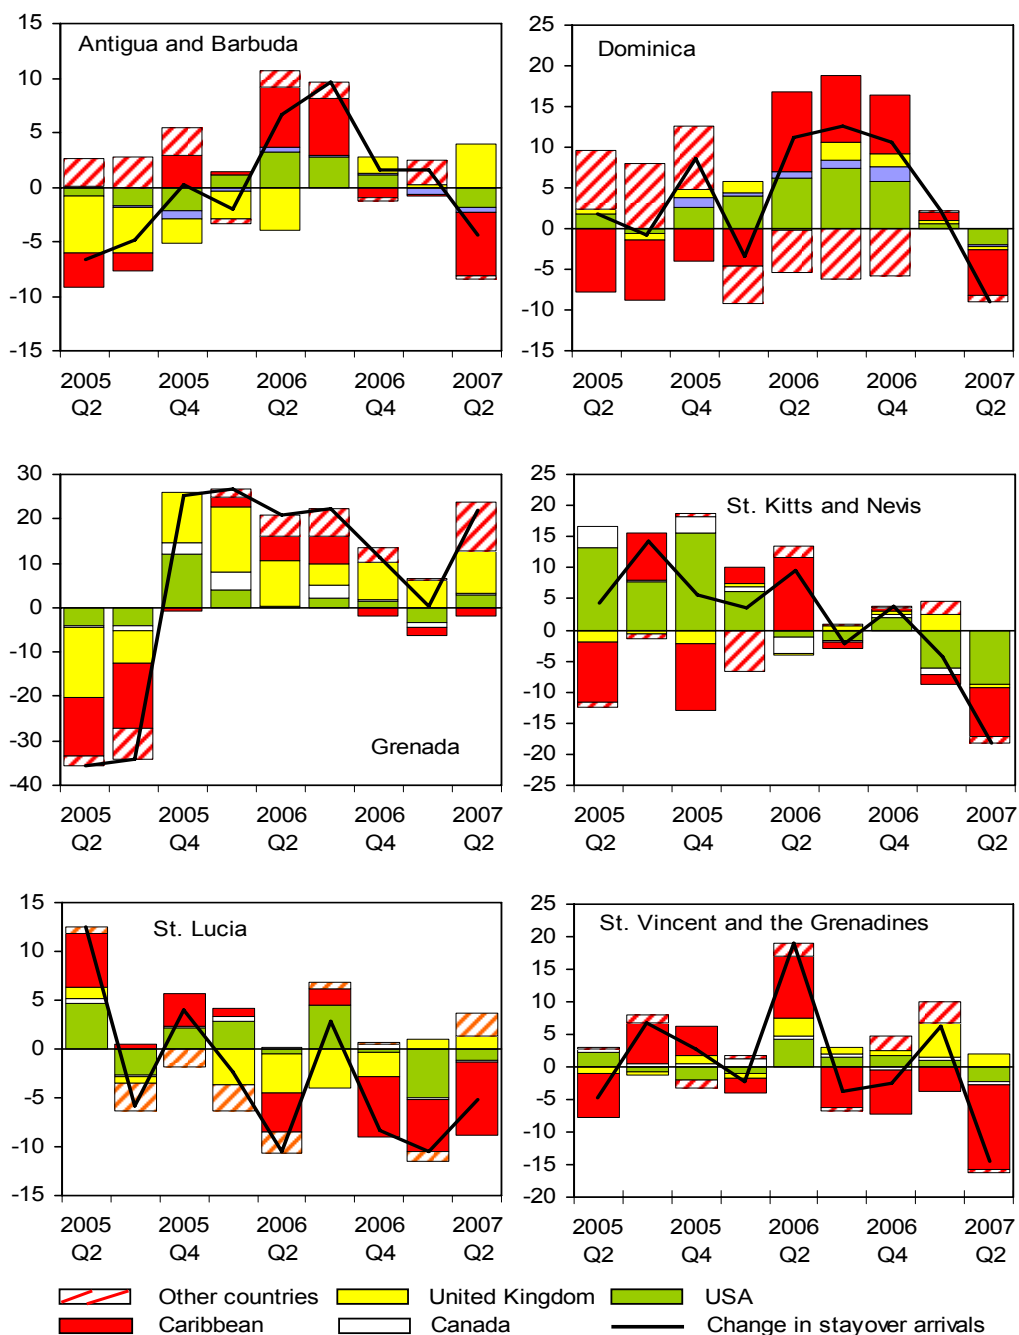 Antigua and Barbuda
15
10
5
0
-5
-10
-15
2005 2005 2006 2006 2007
Q2 Q4 Q2 Q4 Q2
Dominica
25
20
15
10
5
0
-5
-10
-15
2005 2005 2006 2006 2007
Q2 Q4 Q2 Q4 Q2
30
20
10
0
-10
-20
-30
-40
Grenada
2005 2005 2006 2006 2007
Q2 Q4 Q2 Q4 Q2
St. Kitts and Nevis
25
20
15
10
5
0
-5
-10
-15
-20
-25
2005 2005 2006 2006 2007
Q2 Q4 Q2 Q4 Q2
St. Lucia
15
10
5
0
-5
-10
-15
2005 2005 2006 2006 2007
Q2 Q4 Q2 Q4 Q2
St. Vincent and the Grenadines
25
20
15
10
5
0
-5
-10
-15
-20
2005 2005 2006 2006 2007
Q2 Q4 Q2 Q4 Q2
Other countries United Kingdom USA
Caribbean Canada Change in stayover arrivals